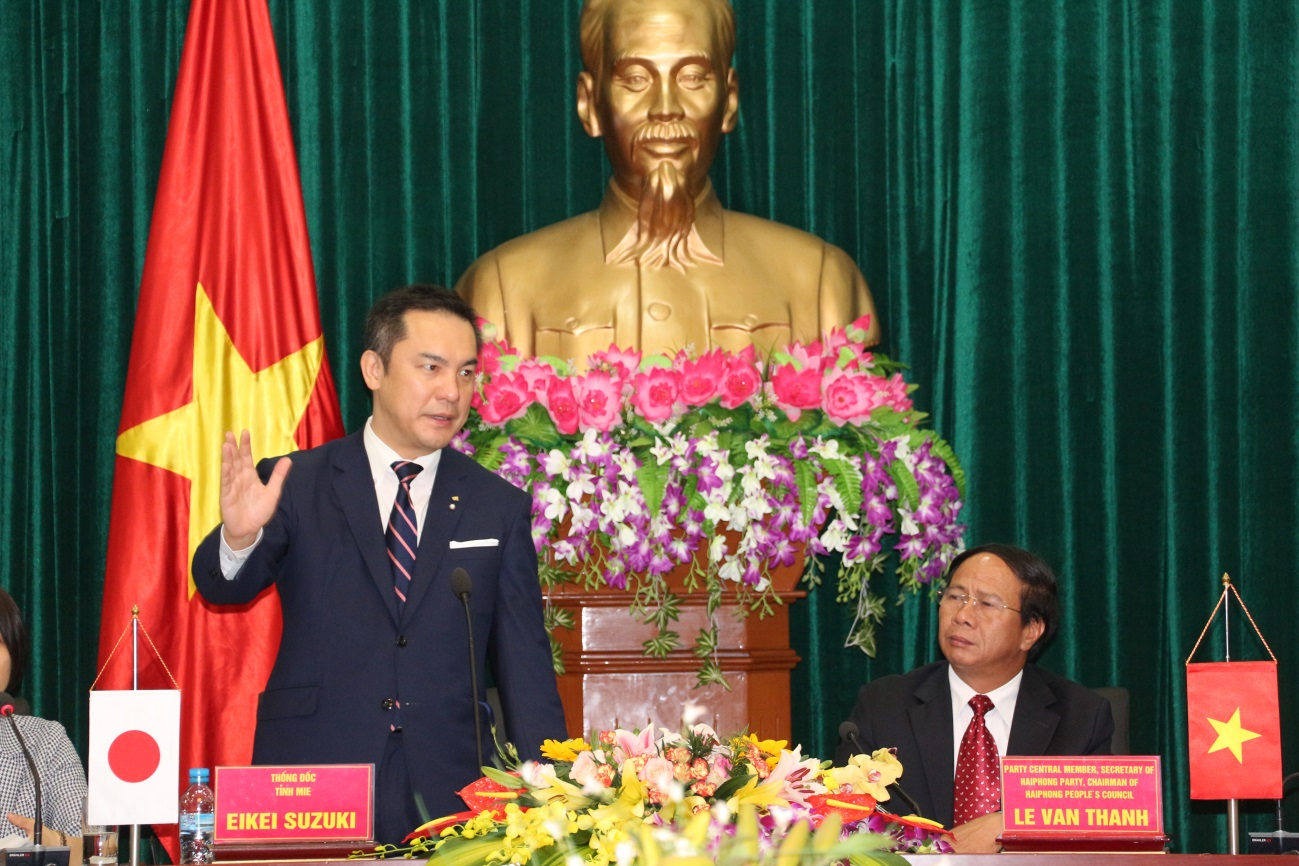 THỐNG ĐỐC
TỈNH MIE
EIKEI SUZUKI
PARTY CENTRAL MEMBER, SECRETARY OF
HAIPHONG PARTY, CHAIRMAN OF
HAIPHONG PEOPLE'S COUNCIL
LE VAN THANH